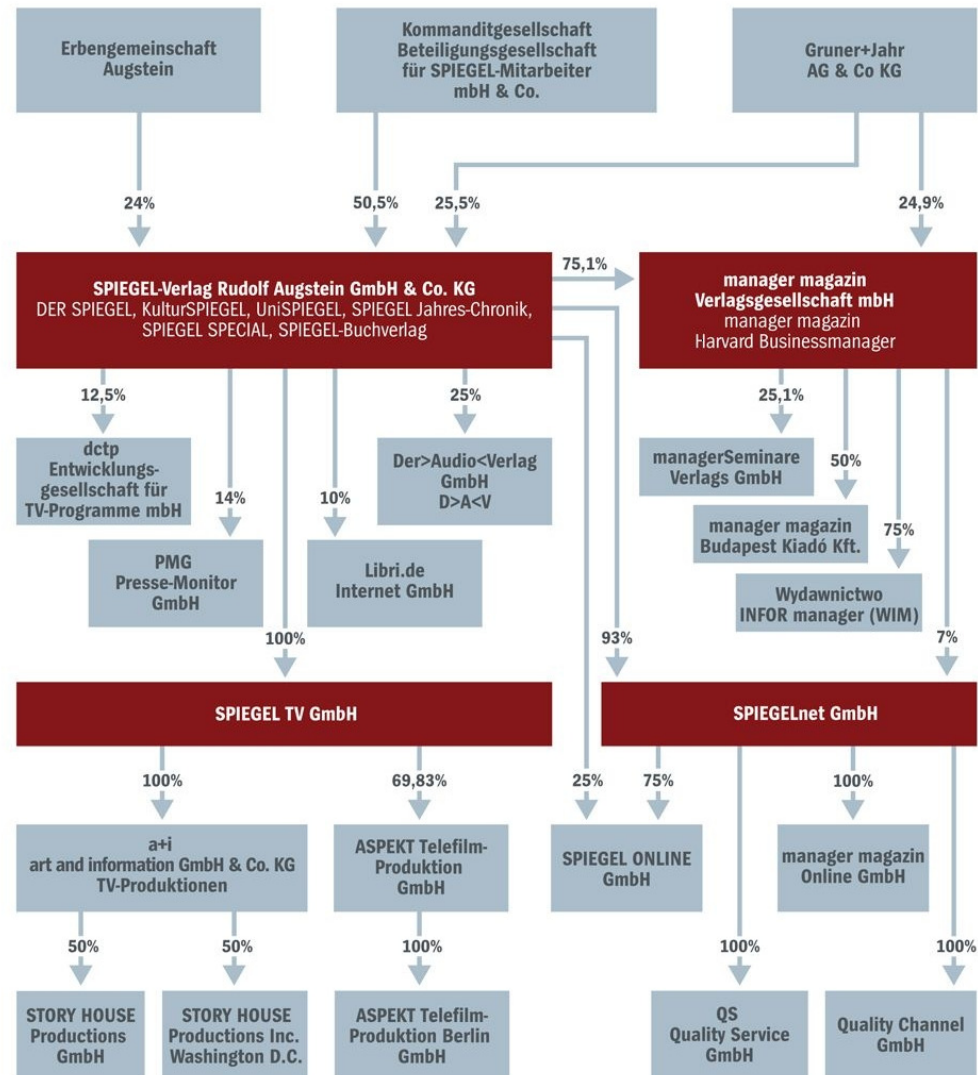 Erbengemeinschaft
Augstein
Kommanditgesellschaft
Beteiligungsgesellschaft
für SPIEGEL-Mitarbeiter
mbH & Co.
Gruner+Jahr
AG & Co KG
24%
50,5%
25,5%
24,9%
SPIEGEL-Verlag Rudolf Augstein GmbH & Co. KG
DER SPIEGEL, KulturSPIEGEL, UniSPIEGEL, SPIEGEL Jahres-Chronik,
SPIEGEL SPECIAL, SPIEGEL-Buchverlag
75,1%
manager magazin
Verlagsgesellschaft mbH
manager magazin
Harvard Businessmanager
12,5%
dctp
Entwicklungs-
gesellschaft für
TV-Programme mbH
14%
PMG
Presse-Monitor
GmbH
100%
10%
Libri.de
Internet GmbH
25%
Der>Audio<Verlag
GmbH
D>A<V
25,1%
managerSeminare
Verlags GmbH
50%
manager magazin
Budapest Kiadó Kft.
75%
Wydawnictwo
INFOR manager (WIM)
93%
7%
SPIEGEL TV GmbH
SPIEGELnet GmbH
100%
a+i
art and information GmbH & Co. KG
TV-Produktionen
69,83%
ASPEKT Telefilm-
Produktion
GmbH
25%
75%
SPIEGEL ONLINE
GmbH
100%
manager magazin
Online GmbH
50%
STORY HOUSE
Productions
GmbH
50%
STORY HOUSE
Productions Inc.
Washington D.C.
100%
ASPEKT Telefilm-
Produktion Berlin
GmbH
100%
QS
Quality Service
GmbH
100%
Quality Channel
GmbH